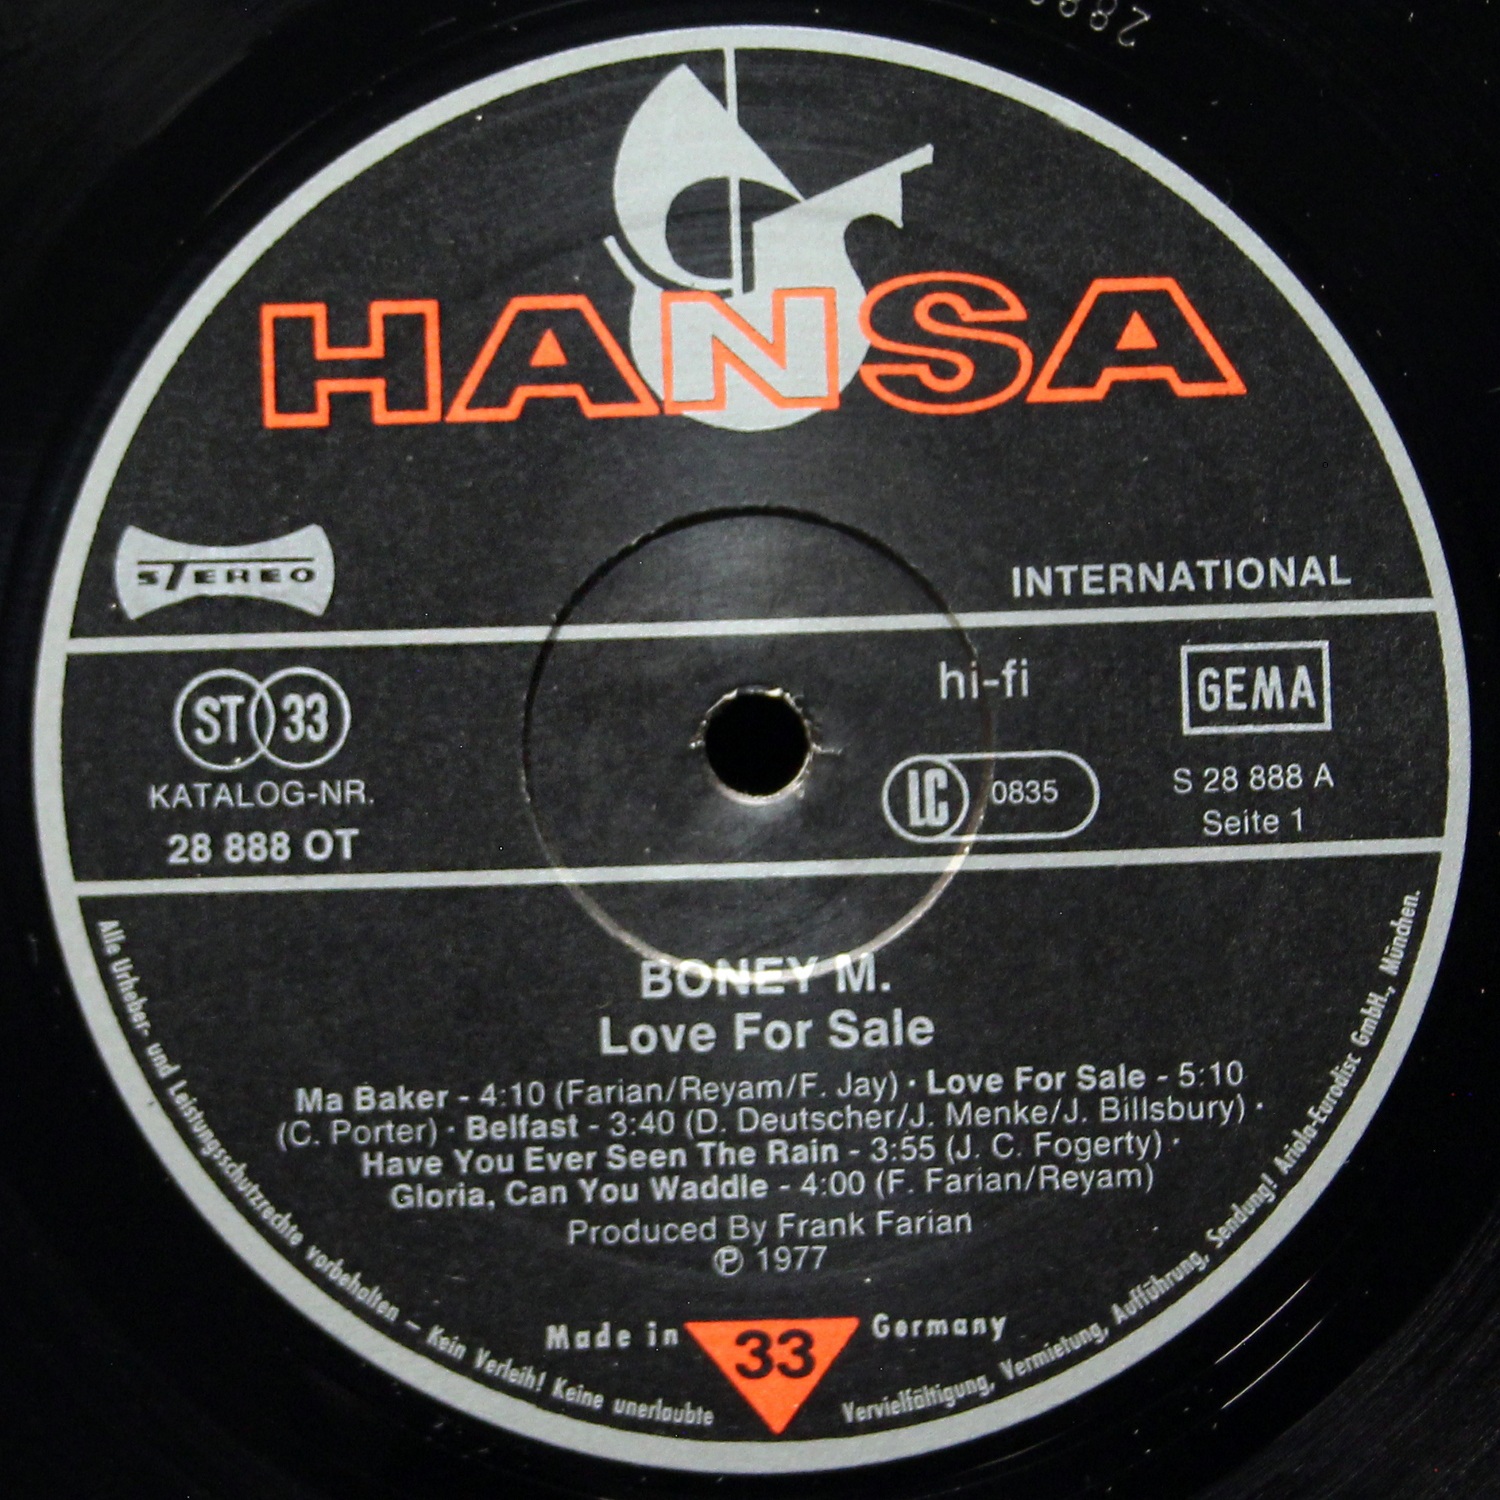 2888
HANSA
STEREO
INTERNATIONAL
ST 33
hi-fi
GEMA
KATALOG-NR.
28 888 OT
LC 0835
S 28 888 A
Seite 1
BONEY M.
Love For Sale
Ma Baker - 4:10 (Farian/Reyam/F. Jay) · Love For Sale - 5:10
(C. Porter) · Belfast - 3:40 (D. Deutscher/J. Menke/J. Billsbury) ·
Have You Ever Seen The Rain - 3:55 (J. C. Fogerty) ·
Gloria, Can You Waddle - 4:00 (F. Farian/Reyam)
Produced By Frank Farian
℗ 1977
Made in 33 Germany
Alle Urheber- und Leistungsschutzrechte vorbehalten – Kein Verleih! Keine unerlaubte Vervielfältigung, Vermietung, Aufführung, Sendung! Ariola-Eurodisc GmbH., München.